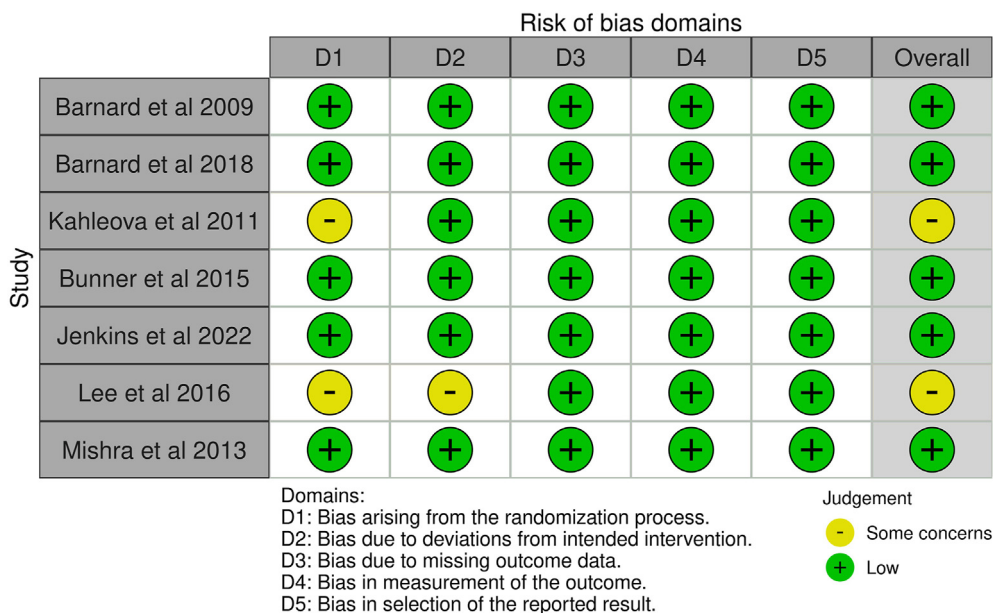 Risk of bias domains
D1 D2 D3 D4 D5 Overall
Study
Barnard et al 2009 + + + + + +
Barnard et al 2018 + + + + + +
Kahleova et al 2011 - + + + + -
Bunner et al 2015 + + + + + +
Jenkins et al 2022 + + + + + +
Lee et al 2016 - - + + + -
Mishra et al 2013 + + + + + +
Domains:
D1: Bias arising from the randomization process.
D2: Bias due to deviations from intended intervention.
D3: Bias due to missing outcome data.
D4: Bias in measurement of the outcome.
D5: Bias in selection of the reported result.
Judgement
- Some concerns
+ Low